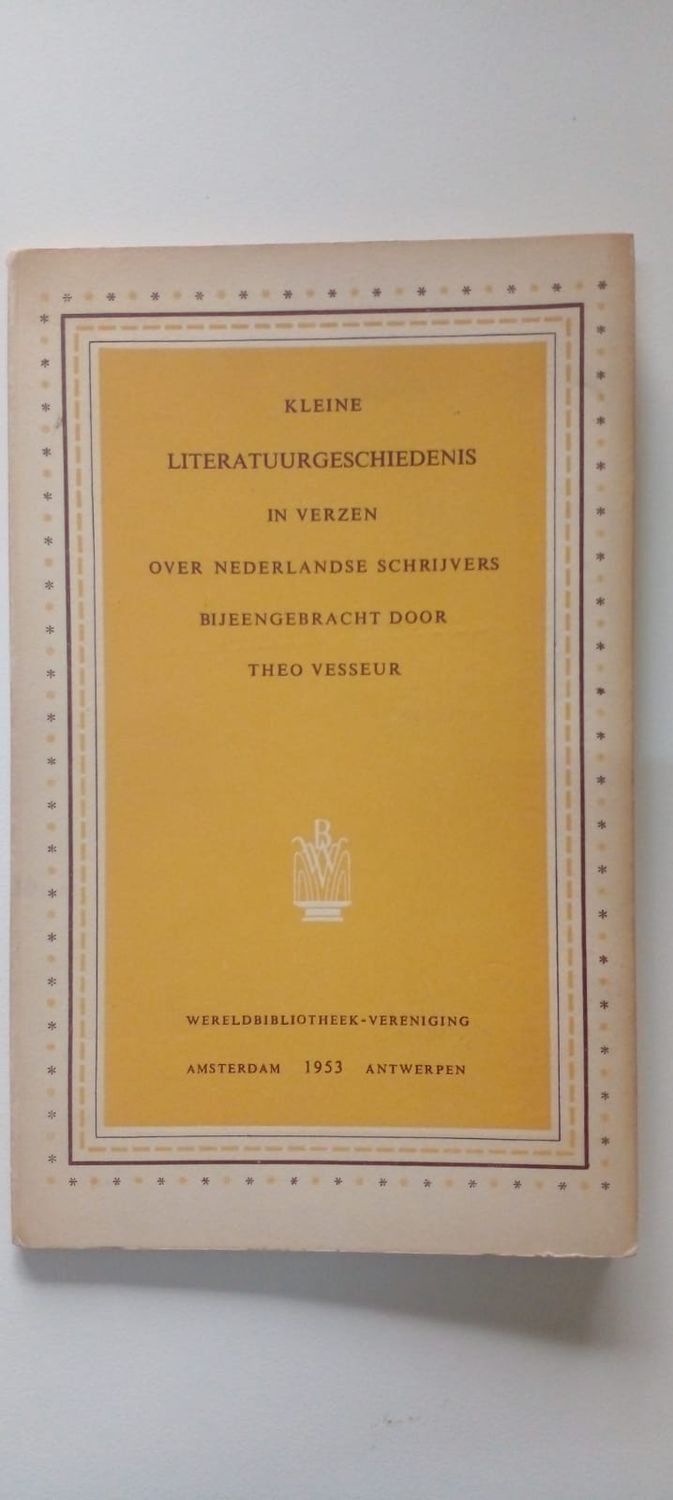 KLEINE
LITERATUURGESCHIEDENIS
IN VERZEN
OVER NEDERLANDSE SCHRIJVERS
BIJEENGEBRACHT DOOR
THEO VESSEUR
B
W
WERELDBIBLIOTHEEK-VERENIGING
AMSTERDAM 1953 ANTWERPEN